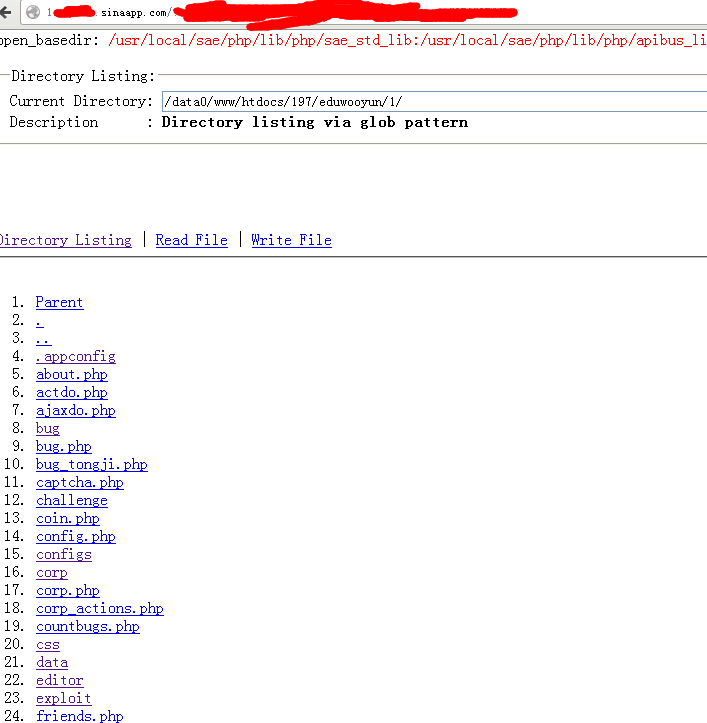 1 .sinaapp.com/
open_basedir: /usr/local/sae/php/lib/php/sae_std_lib:/usr/local/sae/php/lib/php/apibus_li
Directory Listing:
Current Directory: /data0/www/htdocs/197/eduwooyun/1/
Description : Directory listing via glob pattern
Directory Listing | Read File | Write File
1. Parent
2. .
3. ..
4. .appconfig
5. about.php
6. actdo.php
7. ajaxdo.php
8. bug
9. bug.php
10. bug_tongji.php
11. captcha.php
12. challenge
13. coin.php
14. config.php
15. configs
16. corp
17. corp.php
18. corp_actions.php
19. countbugs.php
20. css
21. data
22. editor
23. exploit
24. friends.php